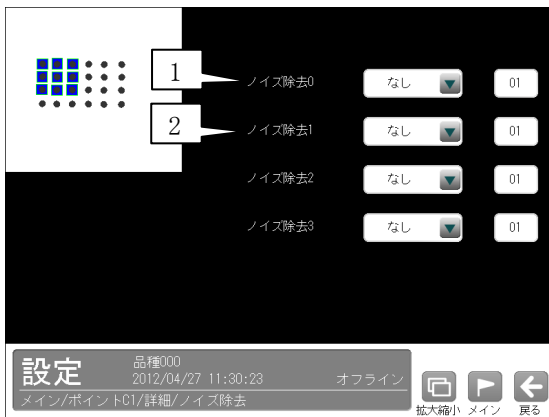 1
ノイズ除去0 なし 01
2
ノイズ除去1 なし 01
ノイズ除去2 なし 01
ノイズ除去3 なし 01
設定
品種000
2012/04/27 11:30:23 オフライン
メイン/ポイントC1/詳細/ノイズ除去
拡大縮小 メイン 戻る